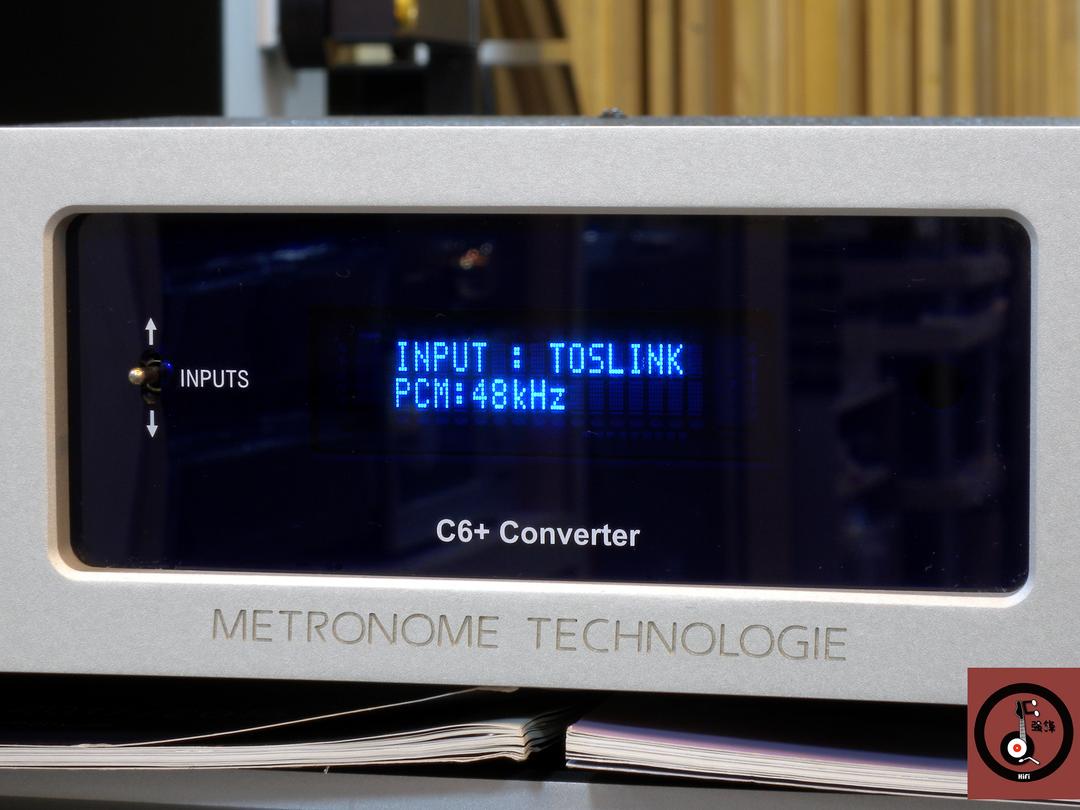 INPUT : TOSLINK
PCM:48kHz
INPUTS
C6+ Converter
METRONOME TECHNOLOGIE
Hifi